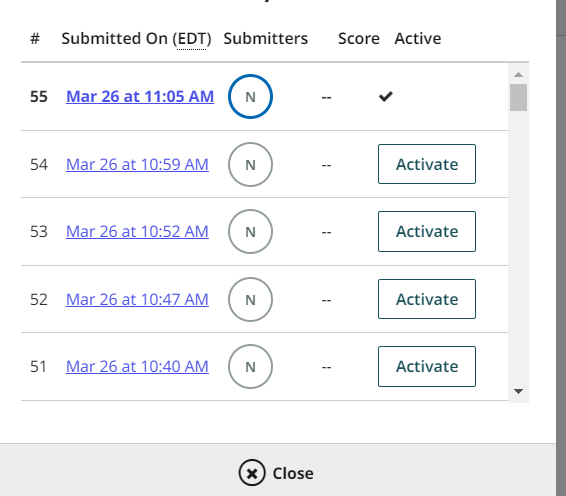 # Submitted On (EDT) Submitters Score Active
55 Mar 26 at 11:05 AM N --
54 Mar 26 at 10:59 AM N -- Activate
53 Mar 26 at 10:52 AM N -- Activate
52 Mar 26 at 10:47 AM N -- Activate
51 Mar 26 at 10:40 AM N -- Activate
Close